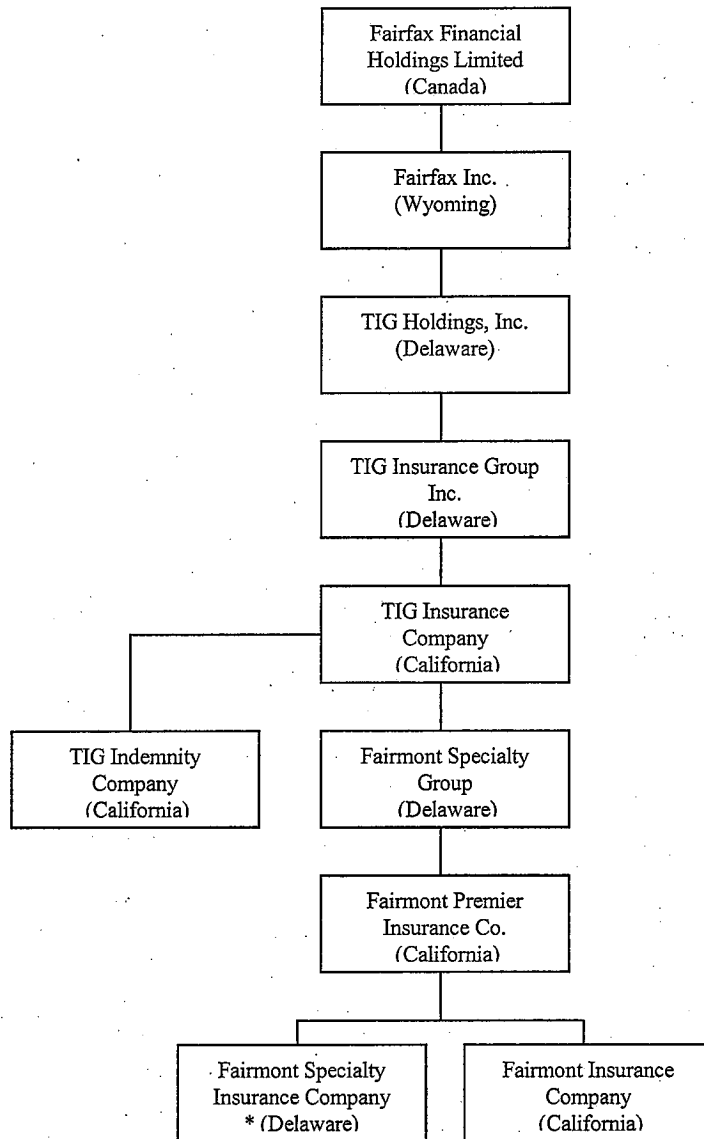 Fairfax Financial
Holdings Limited
(Canada)
Fairfax Inc.
(Wyoming)
TIG Holdings, Inc.
(Delaware)
TIG Insurance Group
Inc.
(Delaware)
TIG Insurance
Company
(California)
TIG Indemnity
Company
(California)
Fairmont Specialty
Group
(Delaware)
Fairmont Premier
Insurance Co.
(California)
Fairmont Specialty
Insurance Company
* (Delaware)
Fairmont Insurance
Company
(California)